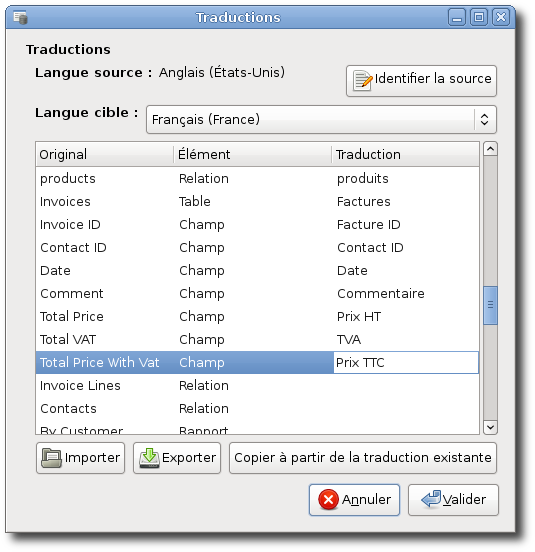 Traductions
Traductions
Langue source : Anglais (États-Unis)
Identifier la source
Langue cible : Français (France)
Original Élément Traduction
products Relation produits
Invoices Table Factures
Invoice ID Champ Facture ID
Contact ID Champ Contact ID
Date Champ Date
Comment Champ Commentaire
Total Price Champ Prix HT
Total VAT Champ TVA
Total Price With Vat Champ Prix TTC
Invoice Lines Relation
Contacts Relation
By Customer Rapport
Importer Exporter Copier à partir de la traduction existante
Annuler Valider